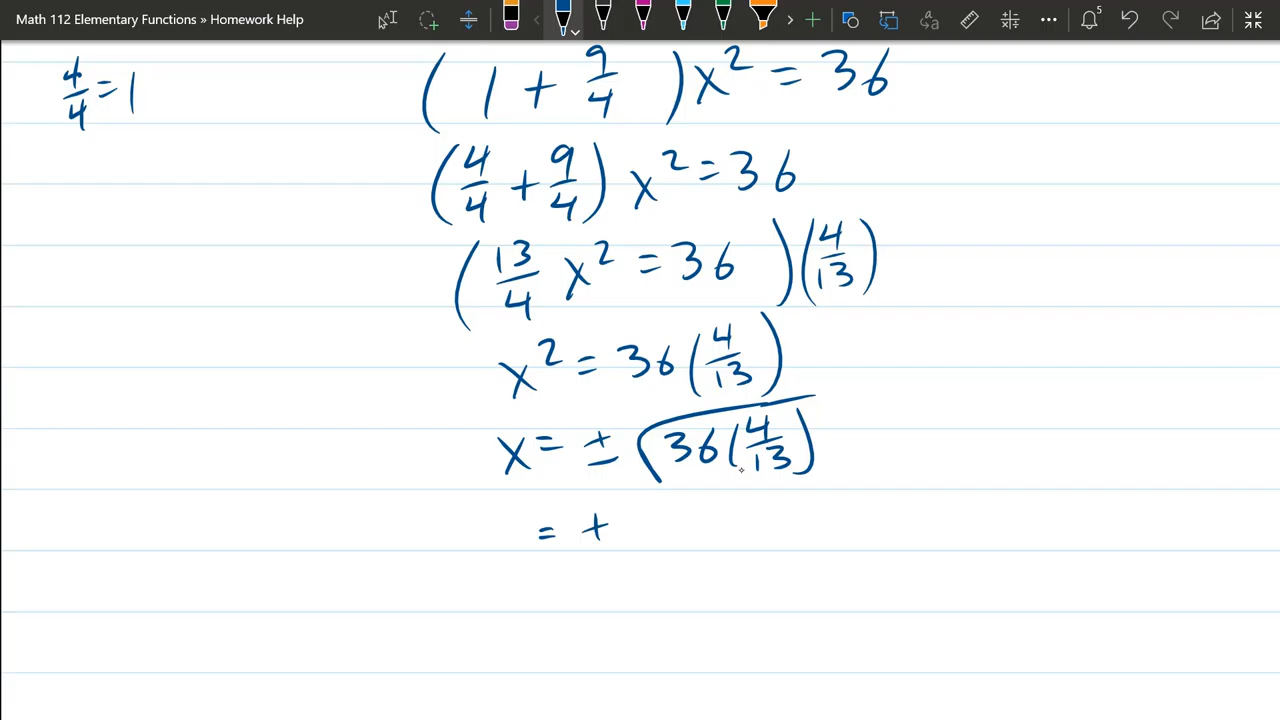 Math 112 Elementary Functions » Homework Help
5
4/4 = 1
( 1 + 9/4 ) x² = 36
(4/4 + 9/4) x² = 36
( 13/4 x² = 36 ) (4/13)
x² = 36 (4/13)
x = ± √36(4/13)
= +